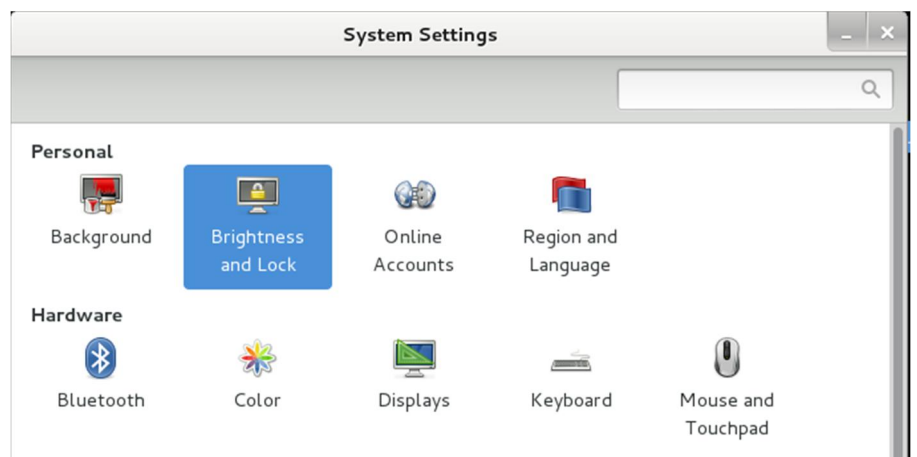 System Settings
Personal
Background
Brightness and Lock
Online Accounts
Region and Language
Hardware
Bluetooth
Color
Displays
Keyboard
Mouse and Touchpad